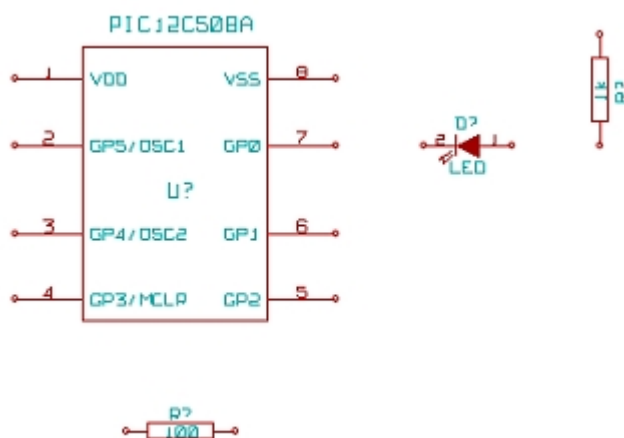 PIC12C508A
1 VDD VSS 8
2 GP5/OSC1 GP0 7
U?
3 GP4/OSC2 GP1 6
4 GP3/MCLR GP2 5
D?
2 1
LED
1k R?
R?
100